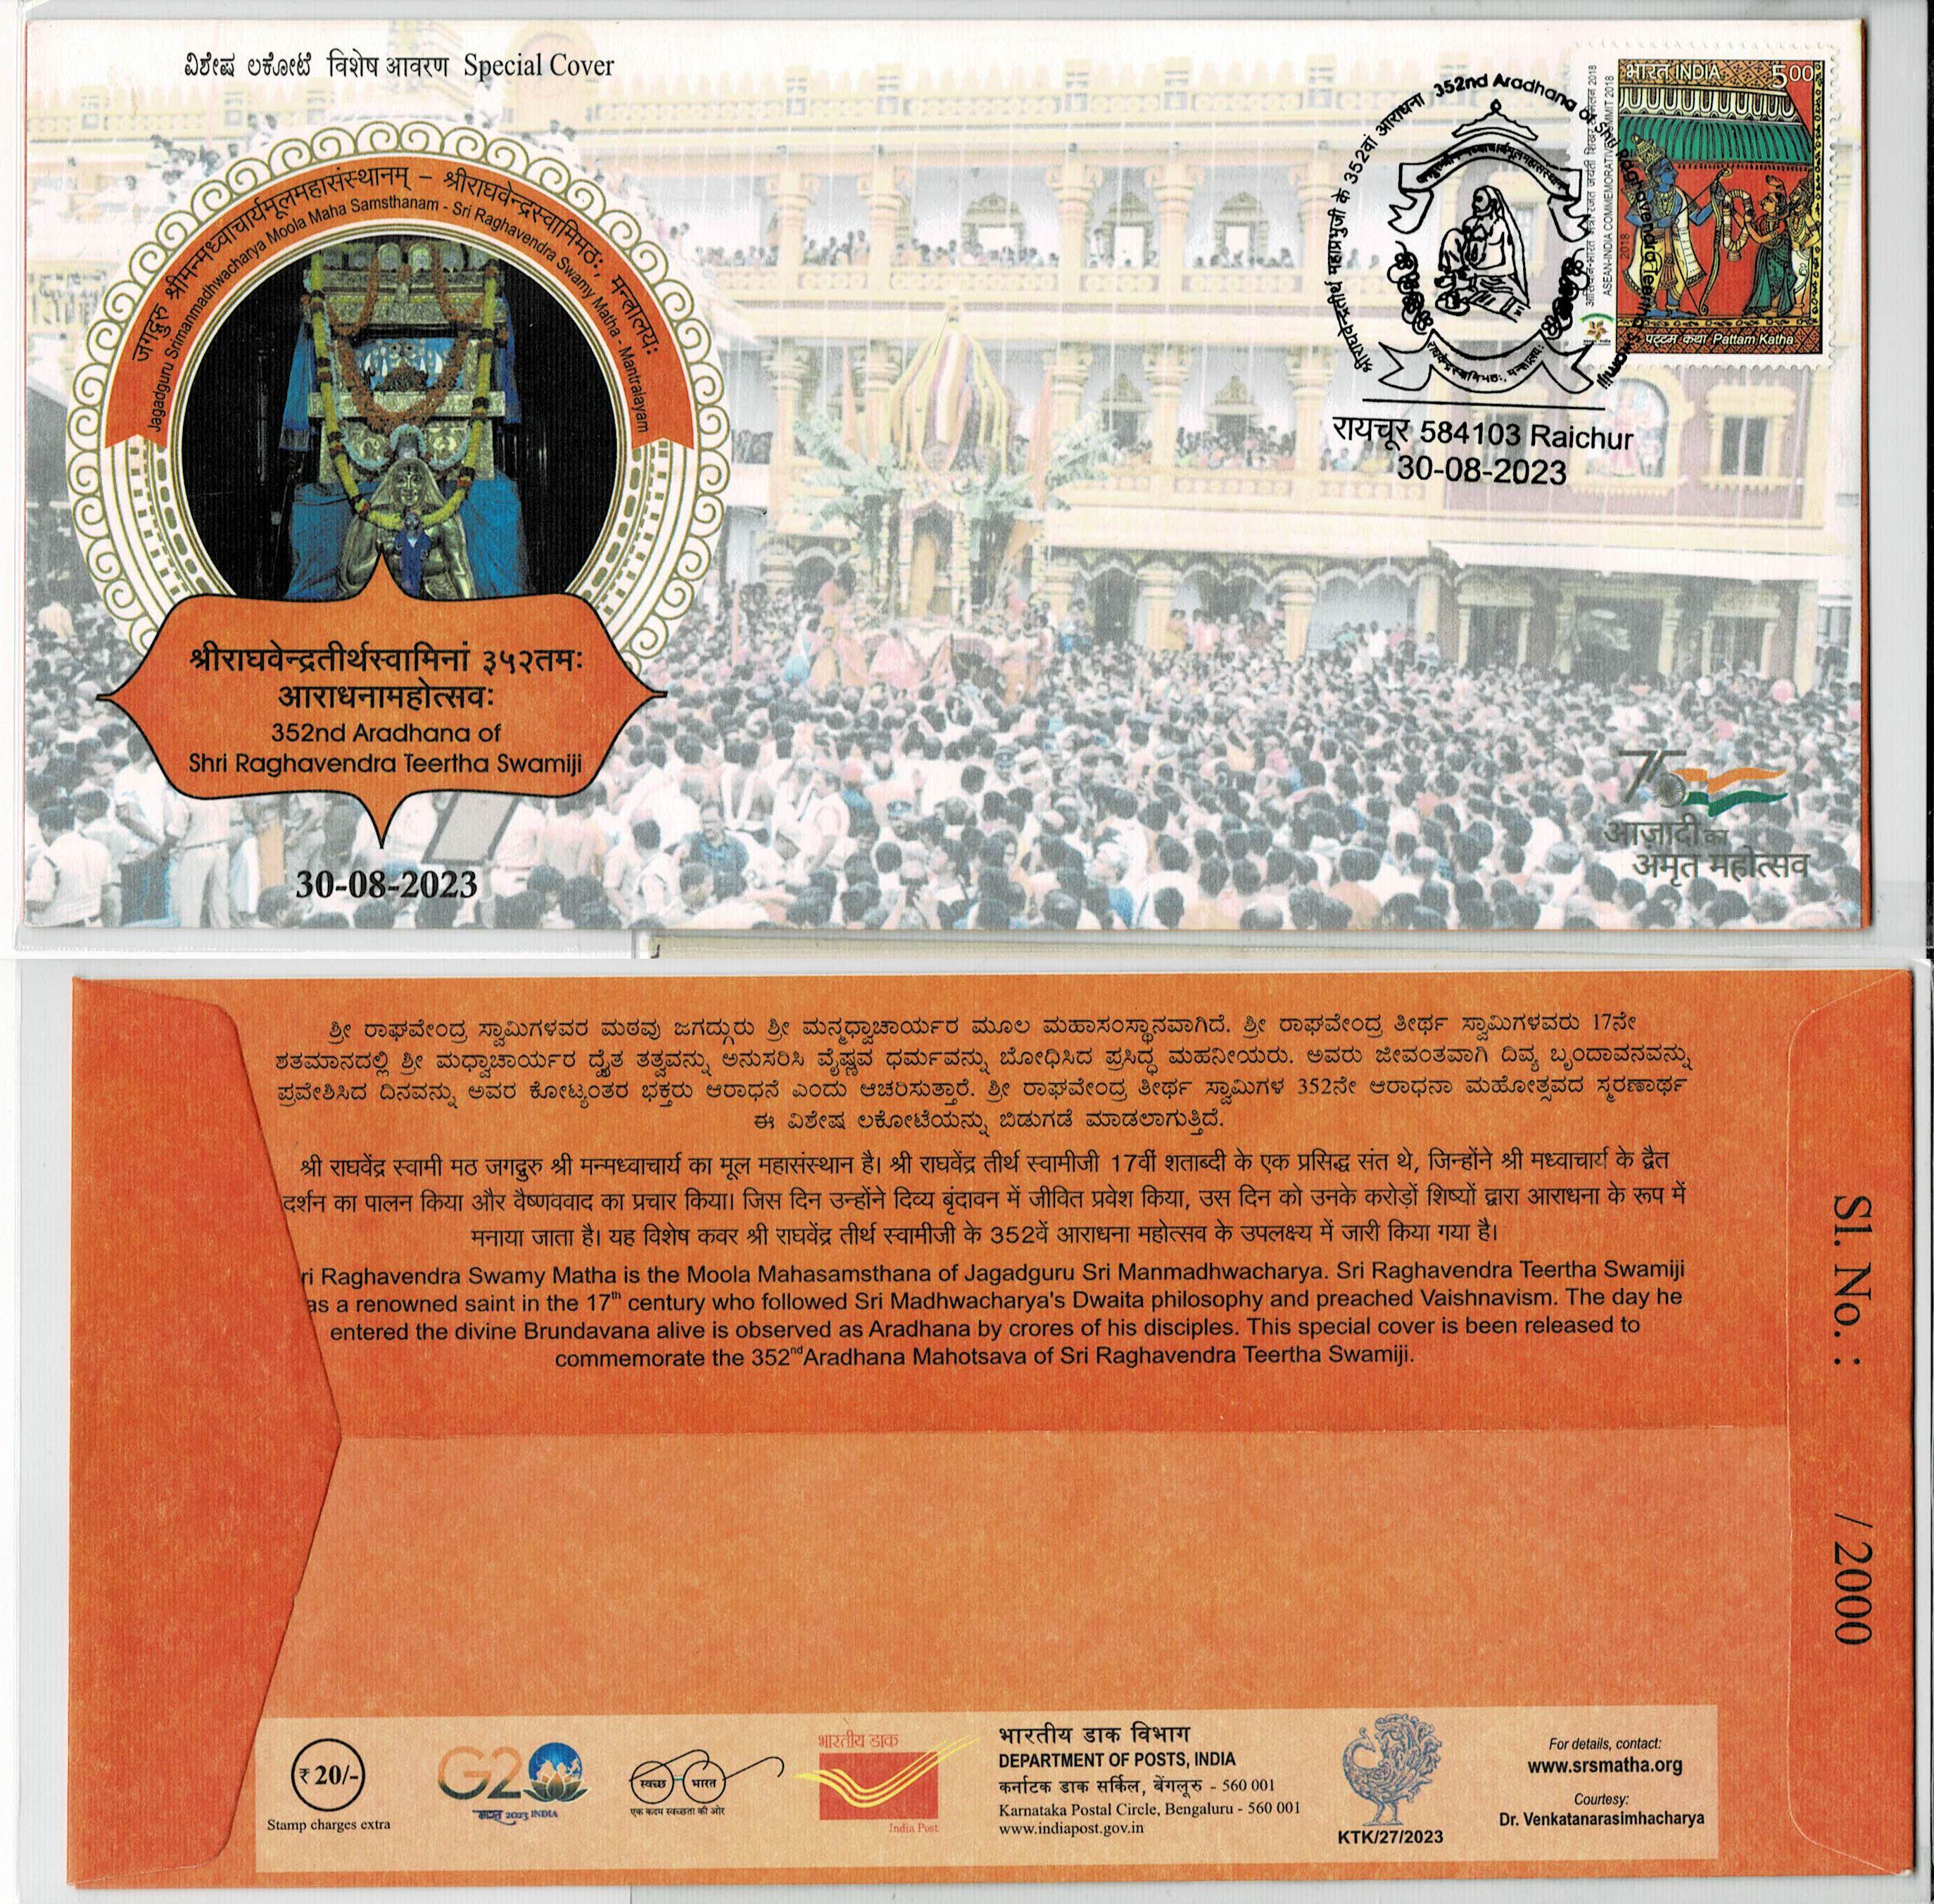 ವಿಶೇಷ ಲಕೋಟೆ विशेष आवरण Special Cover
जगद्गुरु श्रीमन्मध्वाचार्यमूलमहासंस्थानम् – श्रीराघवेन्द्रस्वामिमठः, मन्त्रालयः
Jagadguru Srimanmadhwacharya Moola Maha Samsthanam - Sri Raghavendra Swamy Matha - Mantralayam
श्रीराघवेन्द्रतीर्थस्वामिनां ३५२तमः
आराधनामहोत्सवः
352nd Aradhana of
Shri Raghavendra Teertha Swamiji
30-08-2023
श्रीराघवेन्द्रतीर्थ महाप्रभुजी के 352वां आराधना 352nd Aradhana of Shri Raghavendra Teertha Swamiji
राघवेन्द्रस्वामिमठः, मन्त्रालयः
रायचूर 584103 Raichur
30-08-2023
ASEAN-INDIA COMMEMORATIVE SUMMIT 2018
2018
भारत INDIA 500
पट्टम कथा Pattam Katha
75
आज़ादी का
अमृत महोत्सव
ಶ್ರೀ ರಾಘವೇಂದ್ರ ಸ್ವಾಮಿಗಳವರ ಮಠವು ಜಗದ್ಗುರು ಶ್ರೀ ಮನ್ಮಧ್ವಾಚಾರ್ಯರ ಮೂಲ ಮಹಾಸಂಸ್ಥಾನವಾಗಿದೆ. ಶ್ರೀ ರಾಘವೇಂದ್ರ ತೀರ್ಥ ಸ್ವಾಮಿಗಳವರು 17ನೇ
ಶತಮಾನದಲ್ಲಿ ಶ್ರೀ ಮಧ್ವಾಚಾರ್ಯರ ದ್ವೈತ ತತ್ವವನ್ನು ಅನುಸರಿಸಿ ವೈಷ್ಣವ ಧರ್ಮವನ್ನು ಬೋಧಿಸಿದ ಪ್ರಸಿದ್ಧ ಮಹನೀಯರು. ಅವರು ಜೀವಂತವಾಗಿ ದಿವ್ಯ ಬೃಂದಾವನವನ್ನು
ಪ್ರವೇಶಿಸಿದ ದಿನವನ್ನು ಅವರ ಕೋಟ್ಯಂತರ ಭಕ್ತರು ಆರಾಧನೆ ಎಂದು ಆಚರಿಸುತ್ತಾರೆ. ಶ್ರೀ ರಾಘವೇಂದ್ರ ತೀರ್ಥ ಸ್ವಾಮಿಗಳ 352ನೇ ಆರಾಧನಾ ಮಹೋತ್ಸವದ ಸ್ಮರಣಾರ್ಥ
ಈ ವಿಶೇಷ ಲಕೋಟೆಯನ್ನು ಬಿಡುಗಡೆ ಮಾಡಲಾಗುತ್ತಿದೆ.
श्री राघवेंद्र स्वामी मठ जगद्गुरु श्री मन्मध्वाचार्य का मूल महासंस्थान है। श्री राघवेंद्र तीर्थ स्वामीजी 17वीं शताब्दी के एक प्रसिद्ध संत थे, जिन्होंने श्री मध्वाचार्य के द्वैत
दर्शन का पालन किया और वैष्णववाद का प्रचार किया। जिस दिन उन्होंने दिव्य बृंदावन में जीवित प्रवेश किया, उस दिन को उनके करोड़ों शिष्यों द्वारा आराधना के रूप में
मनाया जाता है। यह विशेष कवर श्री राघवेंद्र तीर्थ स्वामीजी के 352वें आराधना महोत्सव के उपलक्ष्य में जारी किया गया है।
ri Raghavendra Swamy Matha is the Moola Mahasamsthana of Jagadguru Sri Manmadhwacharya. Sri Raghavendra Teertha Swamiji
as a renowned saint in the 17th century who followed Sri Madhwacharya's Dwaita philosophy and preached Vaishnavism. The day he
entered the divine Brundavana alive is observed as Aradhana by crores of his disciples. This special cover is been released to
commemorate the 352nd Aradhana Mahotsava of Sri Raghavendra Teertha Swamiji.
Sl. No. : / 2000
₹ 20/-
Stamp charges extra
G20
भारत 2023 INDIA
स्वच्छ भारत
एक कदम स्वच्छता की ओर
भारतीय डाक
India Post
भारतीय डाक विभाग
DEPARTMENT OF POSTS, INDIA
कर्नाटक डाक सर्किल, बेंगलूरु - 560 001
Karnataka Postal Circle, Bengaluru - 560 001
www.indiapost.gov.in
KTK/27/2023
For details, contact:
www.srsmatha.org
Courtesy:
Dr. Venkatanarasimhacharya